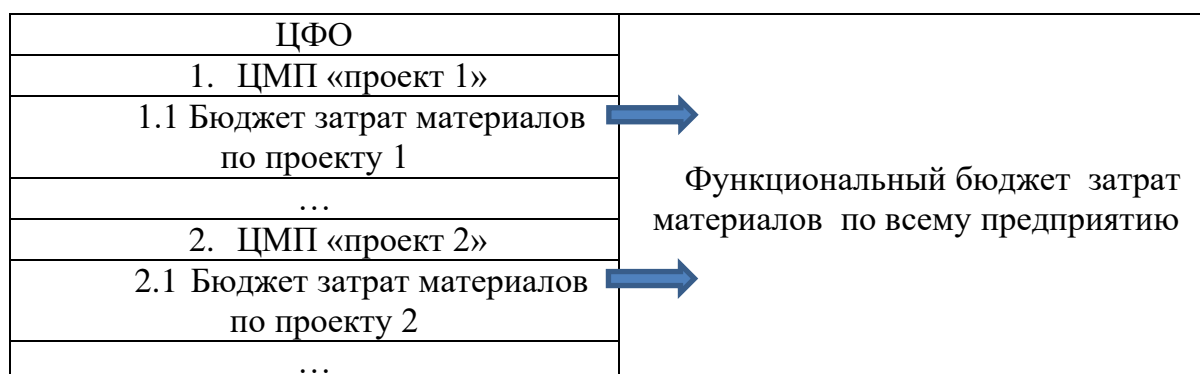 ЦФО
1. ЦМП «проект 1»
1.1 Бюджет затрат материалов
по проекту 1
…
2. ЦМП «проект 2»
2.1 Бюджет затрат материалов
по проекту 2
…
Функциональный бюджет затрат
материалов по всему предприятию